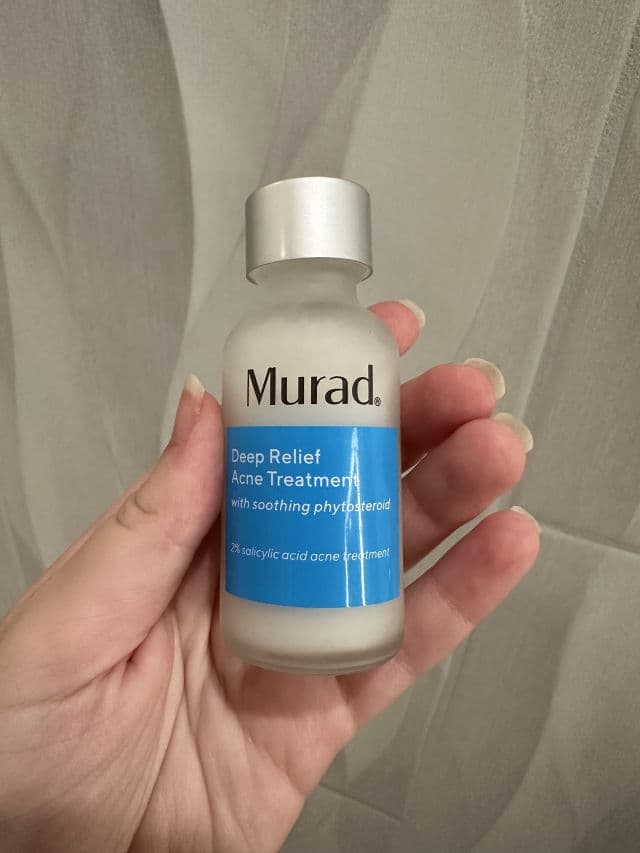 Murad®
Deep Relief
Acne Treatment
with soothing phytosteroid
2% salicylic acid acne treatment